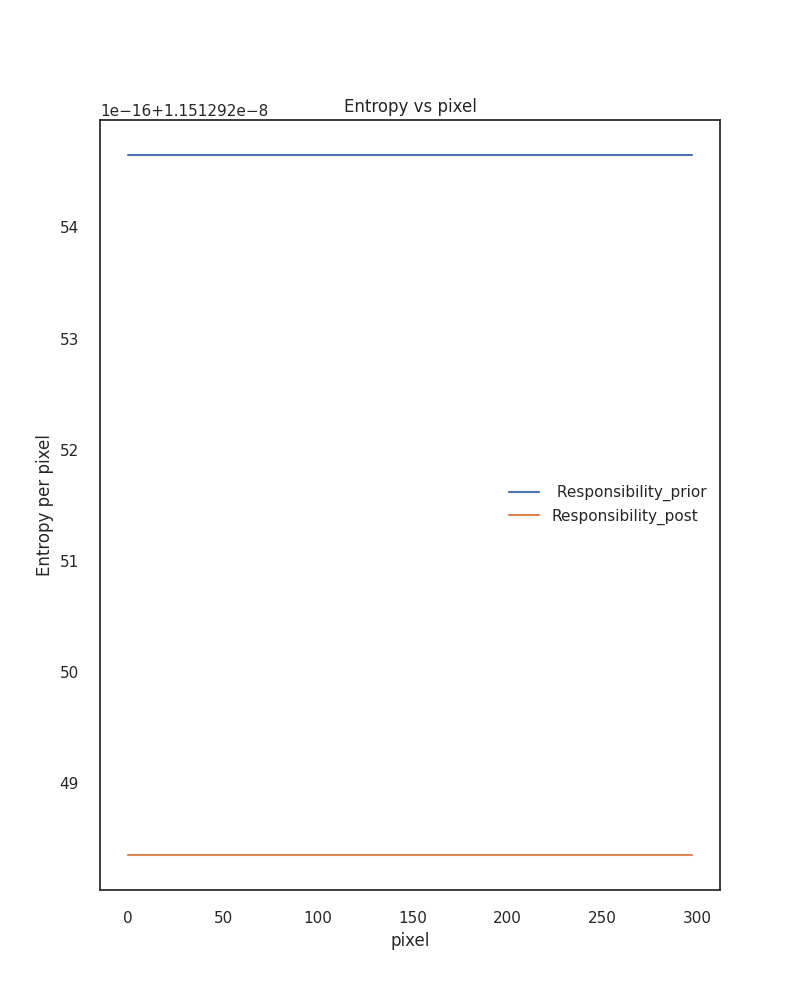 Entropy vs pixel
1e−16+1.151292e−8
54
53
52
51
50
49
Entropy per pixel
Responsibility_prior
Responsibility_post
0 50 100 150 200 250 300
pixel